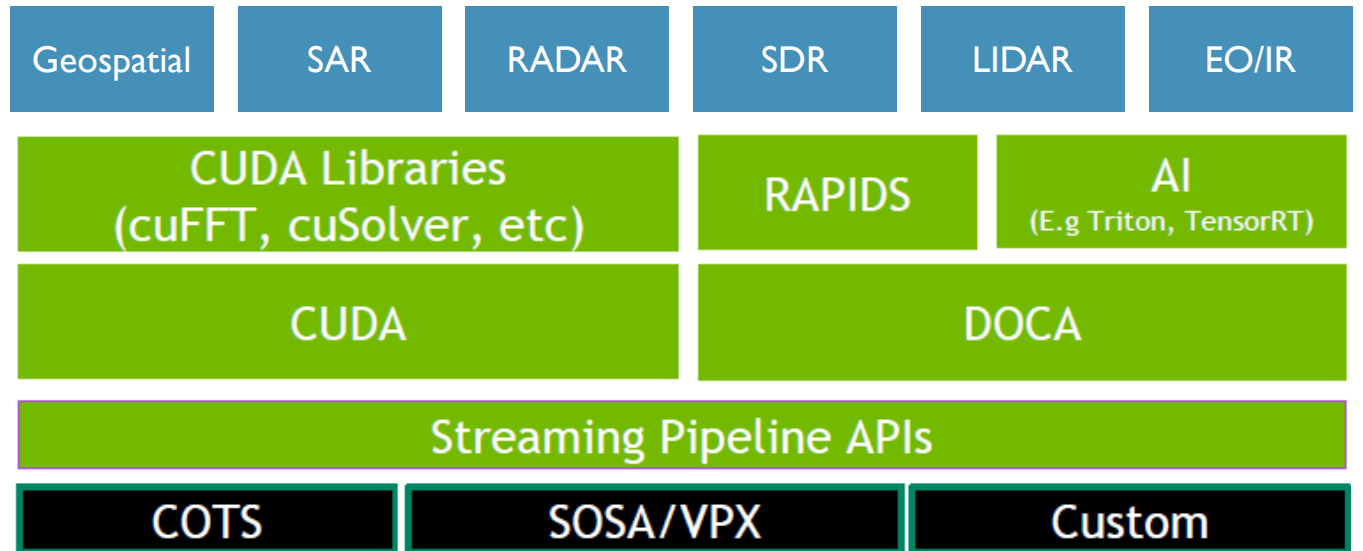 Geospatial
SAR
RADAR
SDR
LIDAR
EO/IR
CUDA Libraries
(cuFFT, cuSolver, etc)
RAPIDS
AI
(E.g Triton, TensorRT)
CUDA
DOCA
Streaming Pipeline APIs
COTS
SOSA/VPX
Custom